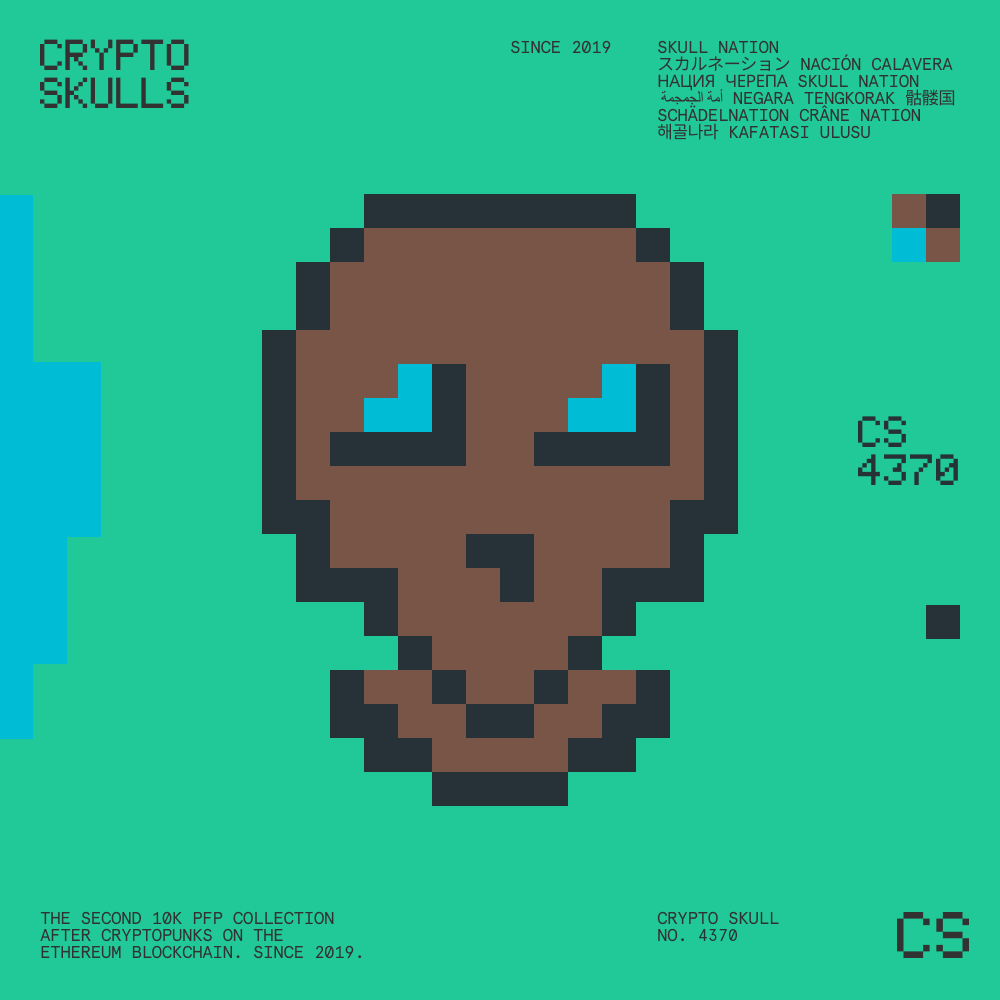 CRYPTO
SKULLS
SINCE 2019
SKULL NATION
スカルネーション NACIÓN CALAVERA
НАЦИЯ ЧЕРЕПА SKULL NATION
أمة الجمجمة NEGARA TENGKORAK 骷髅国
SCHÄDELNATION CRÂNE NATION
해골나라 KAFATASI ULUSU
CS
4370
THE SECOND 10K PFP COLLECTION
AFTER CRYPTOPUNKS ON THE
ETHEREUM BLOCKCHAIN. SINCE 2019.
CRYPTO SKULL
NO. 4370
CS